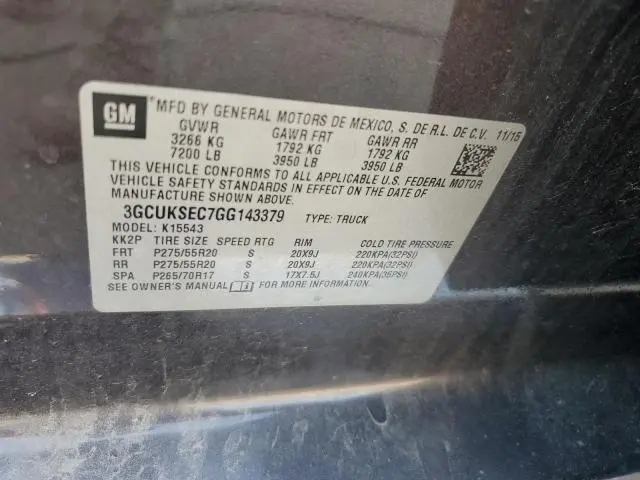 GM ®MFD BY GENERAL MOTORS DE MEXICO, S. DE R.L. DE C.V. 11/15
GVWR GAWR FRT GAWR RR
3266 KG 1792 KG 1792 KG
7200 LB 3950 LB 3950 LB
THIS VEHICLE CONFORMS TO ALL APPLICABLE U.S. FEDERAL MOTOR
VEHICLE SAFETY STANDARDS IN EFFECT ON THE DATE OF
MANUFACTURE SHOWN ABOVE.
3GCUKSEC7GG143379 TYPE: TRUCK
MODEL: K15543
KK2P TIRE SIZE SPEED RTG RIM COLD TIRE PRESSURE
FRT P275/55R20 S 20X9J 220KPA(32PSI)
RR P275/55R20 S 20X9J 220KPA(32PSI)
SPA P265/70R17 S 17X7.5J 240KPA(35PSI)
SEE OWNER'S MANUAL FOR MORE INFORMATION.